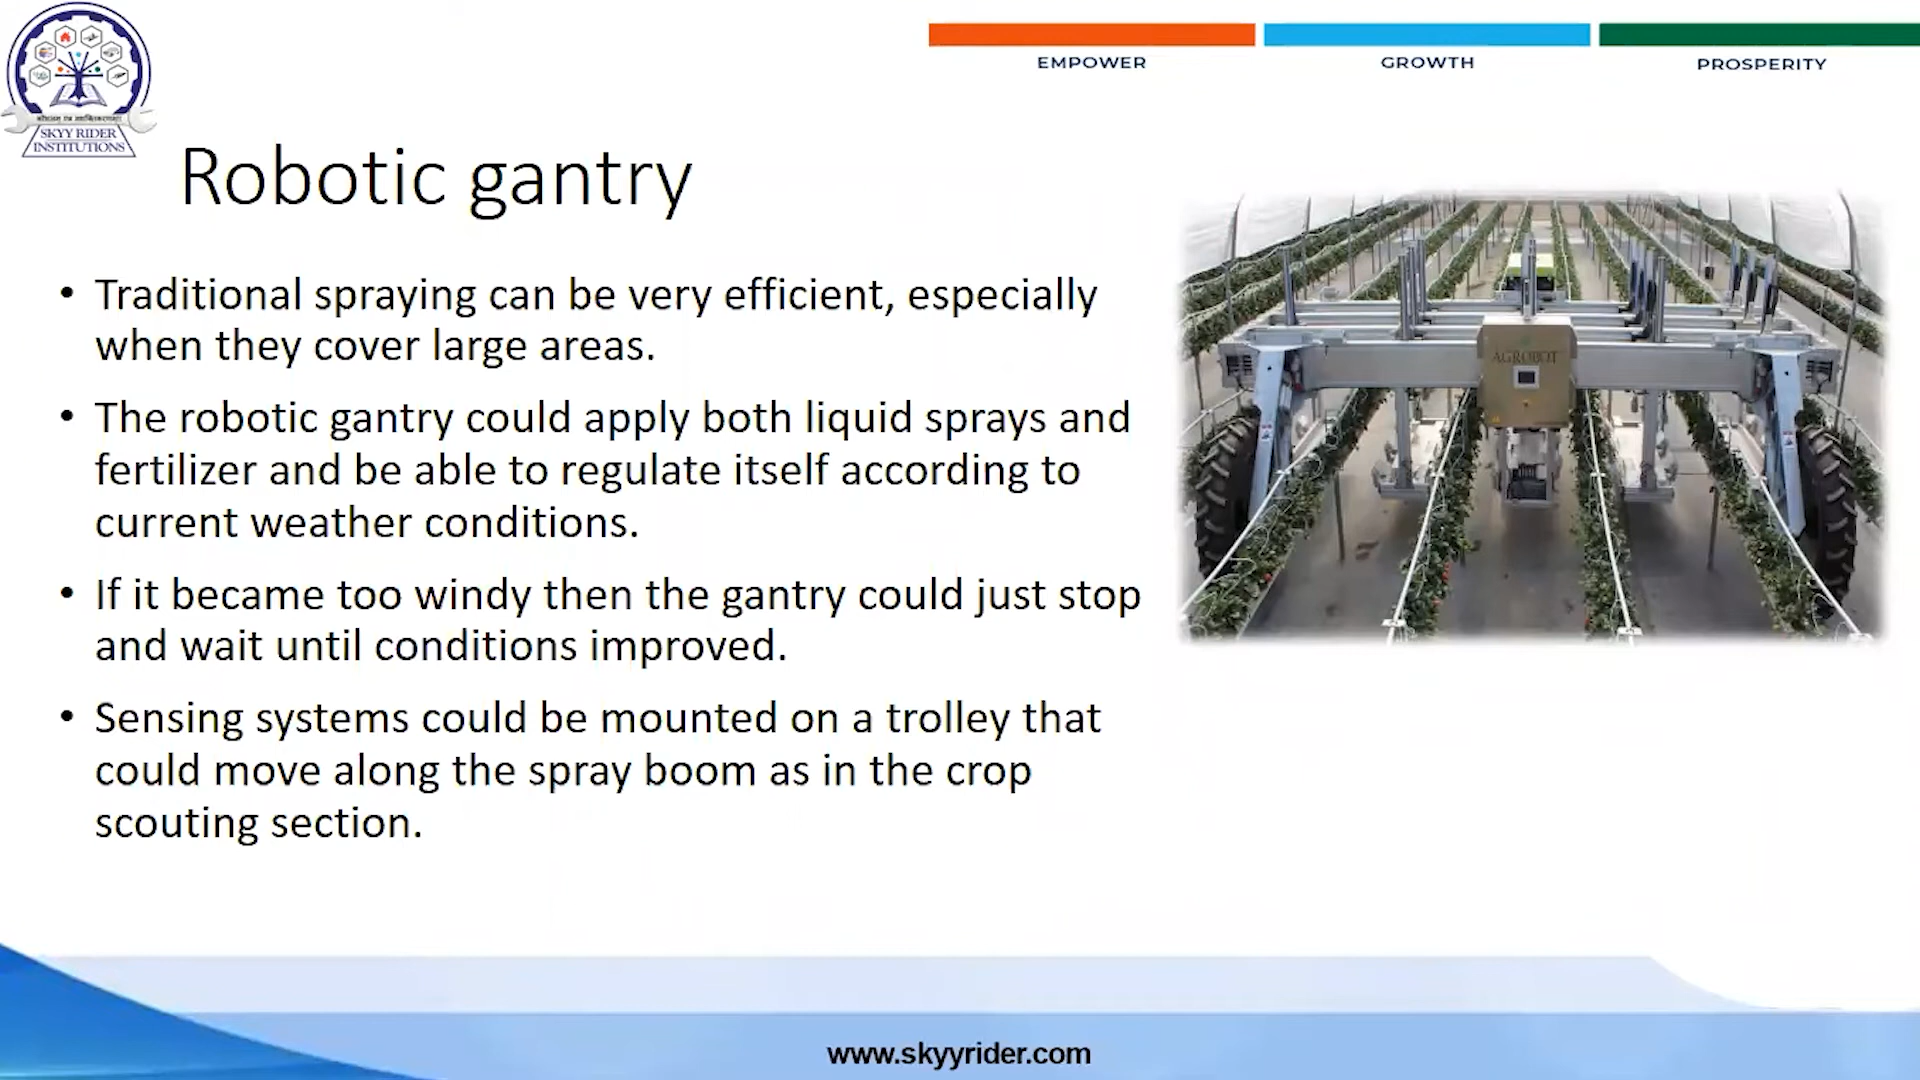 SKYY RIDER
INSTITUTIONS
EMPOWER
GROWTH
PROSPERITY
Robotic gantry
• Traditional spraying can be very efficient, especially
when they cover large areas.
• The robotic gantry could apply both liquid sprays and
fertilizer and be able to regulate itself according to
current weather conditions.
• If it became too windy then the gantry could just stop
and wait until conditions improved.
• Sensing systems could be mounted on a trolley that
could move along the spray boom as in the crop
scouting section.
AGROBOT
www.skyyrider.com